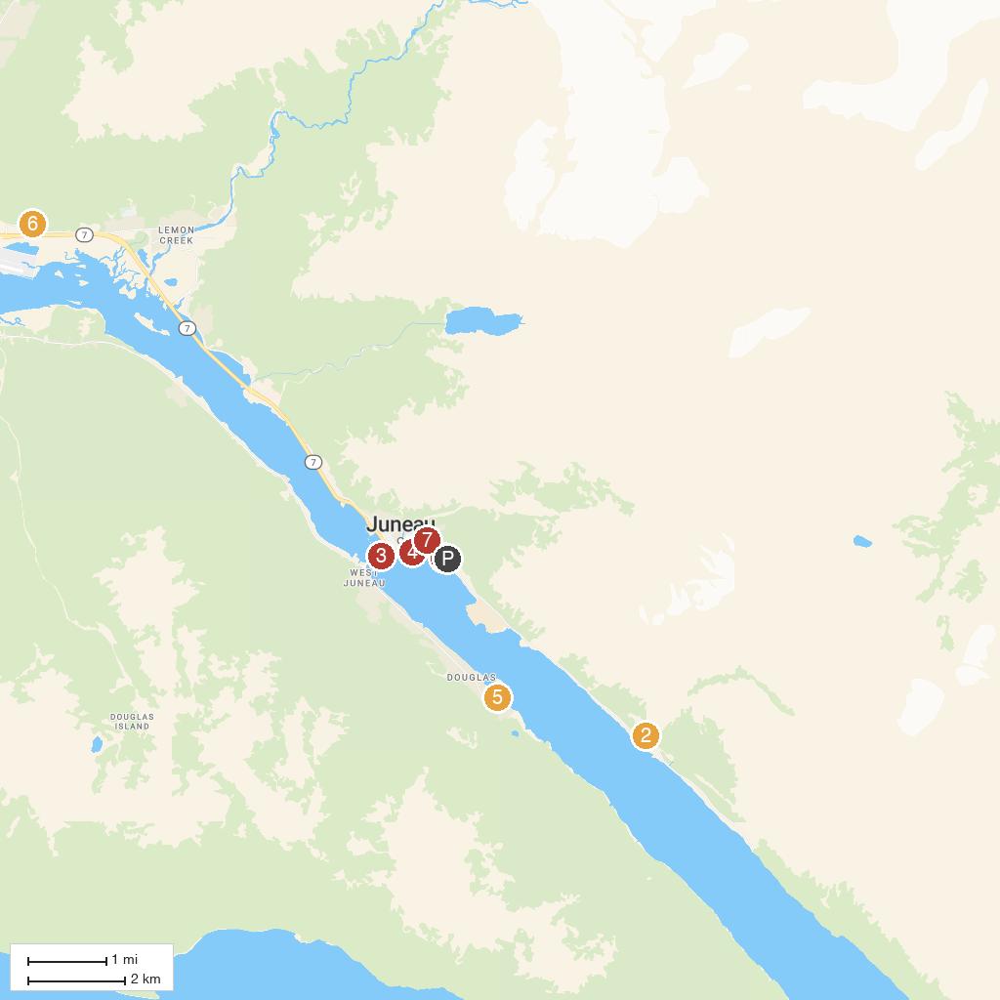 6
7
LEMON
CREEK
7
7
Juneau
7
3
4
P
WEST
JUNEAU
DOUGLAS
5
DOUGLAS
ISLAND
2
1 mi
2 km